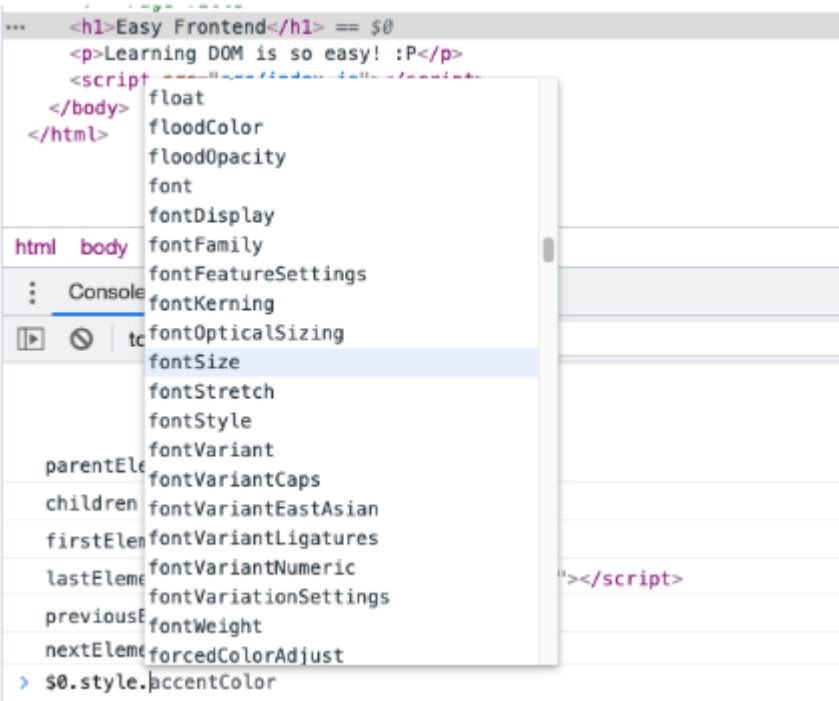 <h1>Easy Frontend</h1> == $0
<p>Learning DOM is so easy! :P</p>
<script
</body>
</html>
html body
Console
float
floodColor
floodOpacity
font
fontDisplay
fontFamily
fontFeatureSettings
fontKerning
fontOpticalSizing
fontSize
fontStretch
fontStyle
fontVariant
fontVariantCaps
fontVariantEastAsian
fontVariantLigatures
fontVariantNumeric
fontVariationSettings
fontWeight
forcedColorAdjust
parentEle
children
firstElem
lastEleme "></script>
previousE
nextEleme
> $0.style.accentColor